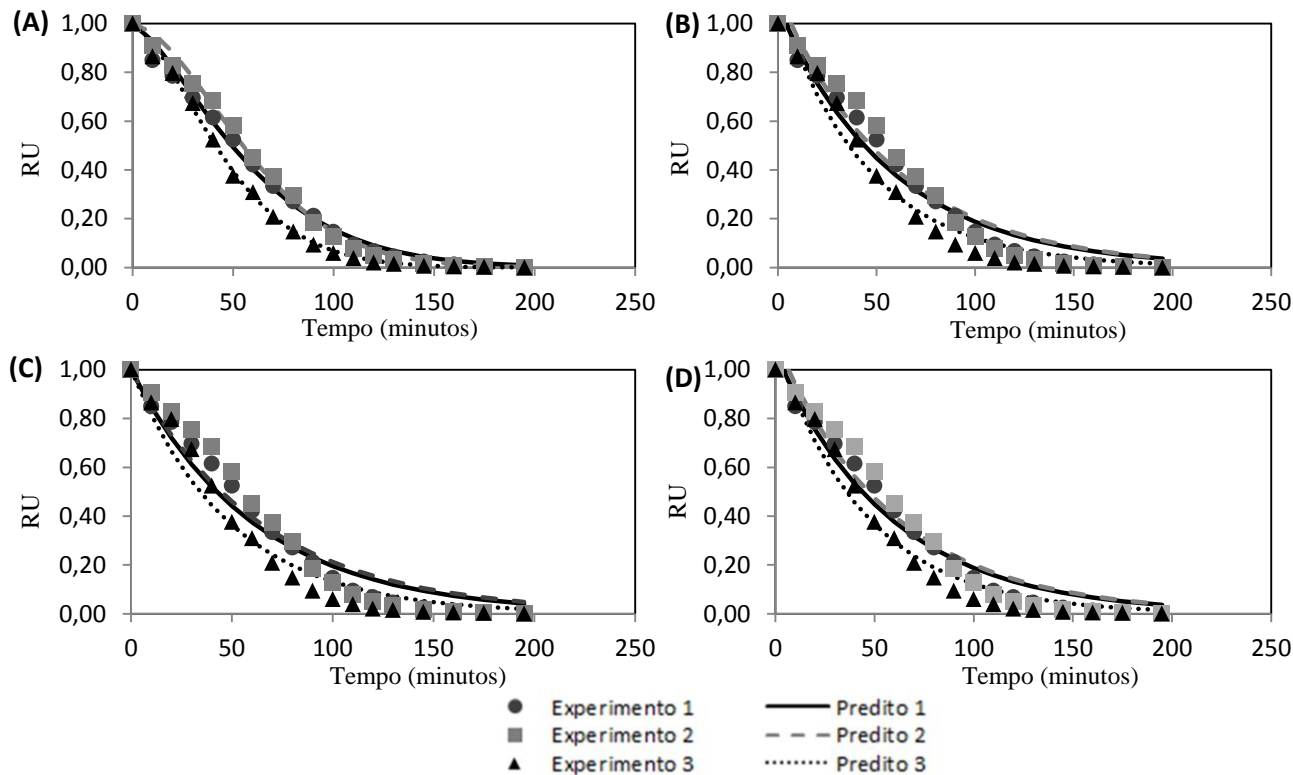 (A)
1,00
0,80
0,60
0,40
0,20
0,00
RU
0 50 100 150 200 250
Tempo (minutos)
(B)
1,00
0,80
0,60
0,40
0,20
0,00
RU
0 50 100 150 200 250
Tempo (minutos)
(C)
1,00
0,80
0,60
0,40
0,20
0,00
RU
0 50 100 150 200 250
Tempo (minutos)
(D)
1,00
0,80
0,60
0,40
0,20
0,00
RU
0 50 100 150 200 250
Tempo (minutos)
Experimento 1 Predito 1
Experimento 2 Predito 2
Experimento 3 Predito 3